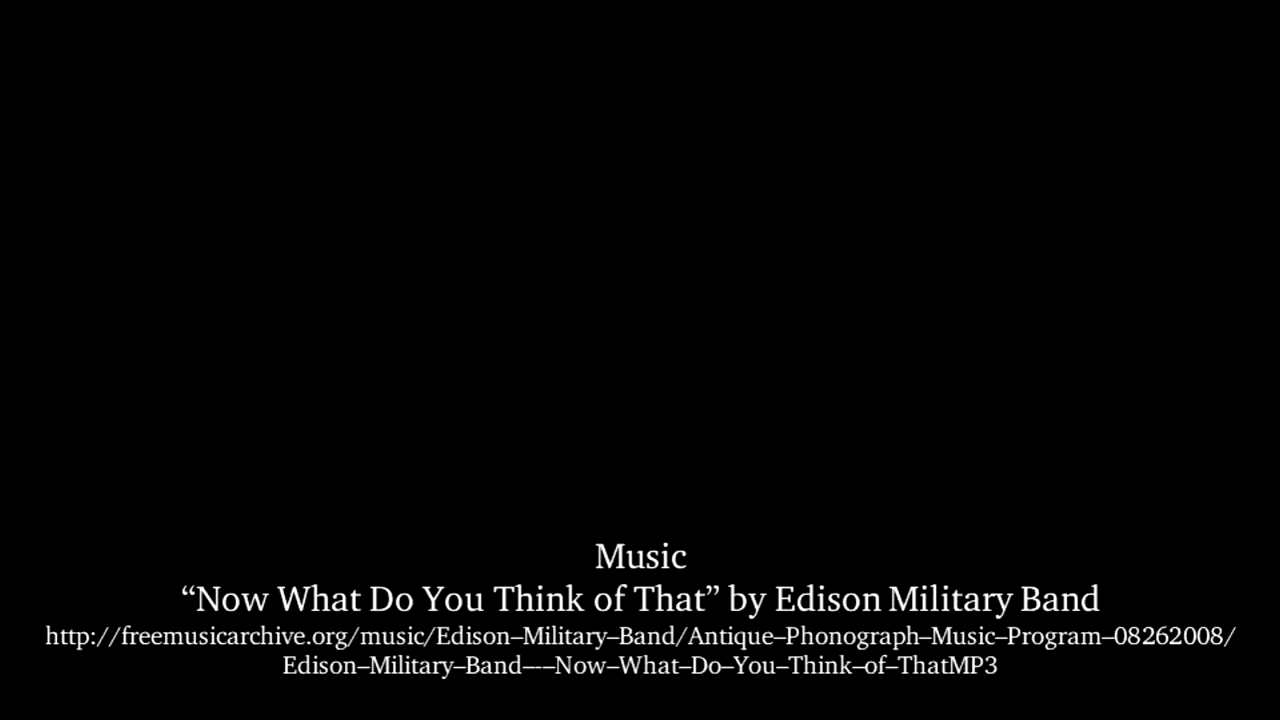 Music
“Now What Do You Think of That” by Edison Military Band
http://freemusicarchive.org/music/Edison–Military–Band/Antique–Phonograph–Music–Program–08262008/
Edison–Military–Band–--–Now–What–Do–You–Think–of–ThatMP3